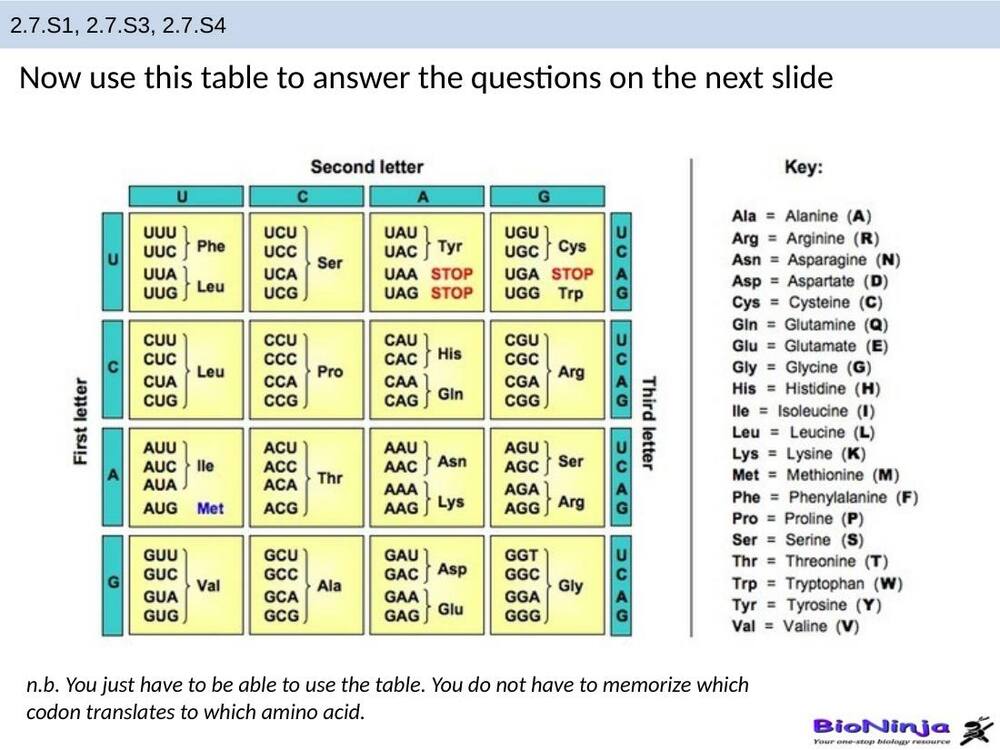 2.7.S1, 2.7.S3, 2.7.S4
Now use this table to answer the questions on the next slide
Second letter
U C A G
First letter
U
UUU
UUC
Phe
UUA
UUG
Leu
UCU
UCC
UCA
UCG
Ser
UAU
UAC
Tyr
UAA STOP
UAG STOP
UGU
UGC
Cys
UGA STOP
UGG Trp
U
C
A
G
C
CUU
CUC
CUA
CUG
Leu
CCU
CCC
CCA
CCG
Pro
CAU
CAC
His
CAA
CAG
Gln
CGU
CGC
CGA
CGG
Arg
U
C
A
G
A
AUU
AUC
AUA
Ile
AUG Met
ACU
ACC
ACA
ACG
Thr
AAU
AAC
Asn
AAA
AAG
Lys
AGU
AGC
Ser
AGA
AGG
Arg
U
C
A
G
G
GUU
GUC
GUA
GUG
Val
GCU
GCC
GCA
GCG
Ala
GAU
GAC
Asp
GAA
GAG
Glu
GGT
GGC
GGA
GGG
Gly
U
C
A
G
Third letter
Key:
Ala = Alanine (A)
Arg = Arginine (R)
Asn = Asparagine (N)
Asp = Aspartate (D)
Cys = Cysteine (C)
Gln = Glutamine (Q)
Glu = Glutamate (E)
Gly = Glycine (G)
His = Histidine (H)
Ile = Isoleucine (I)
Leu = Leucine (L)
Lys = Lysine (K)
Met = Methionine (M)
Phe = Phenylalanine (F)
Pro = Proline (P)
Ser = Serine (S)
Thr = Threonine (T)
Trp = Tryptophan (W)
Tyr = Tyrosine (Y)
Val = Valine (V)
n.b. You just have to be able to use the table. You do not have to memorize which
codon translates to which amino acid.
BioNinja
Your one-stop biology resource